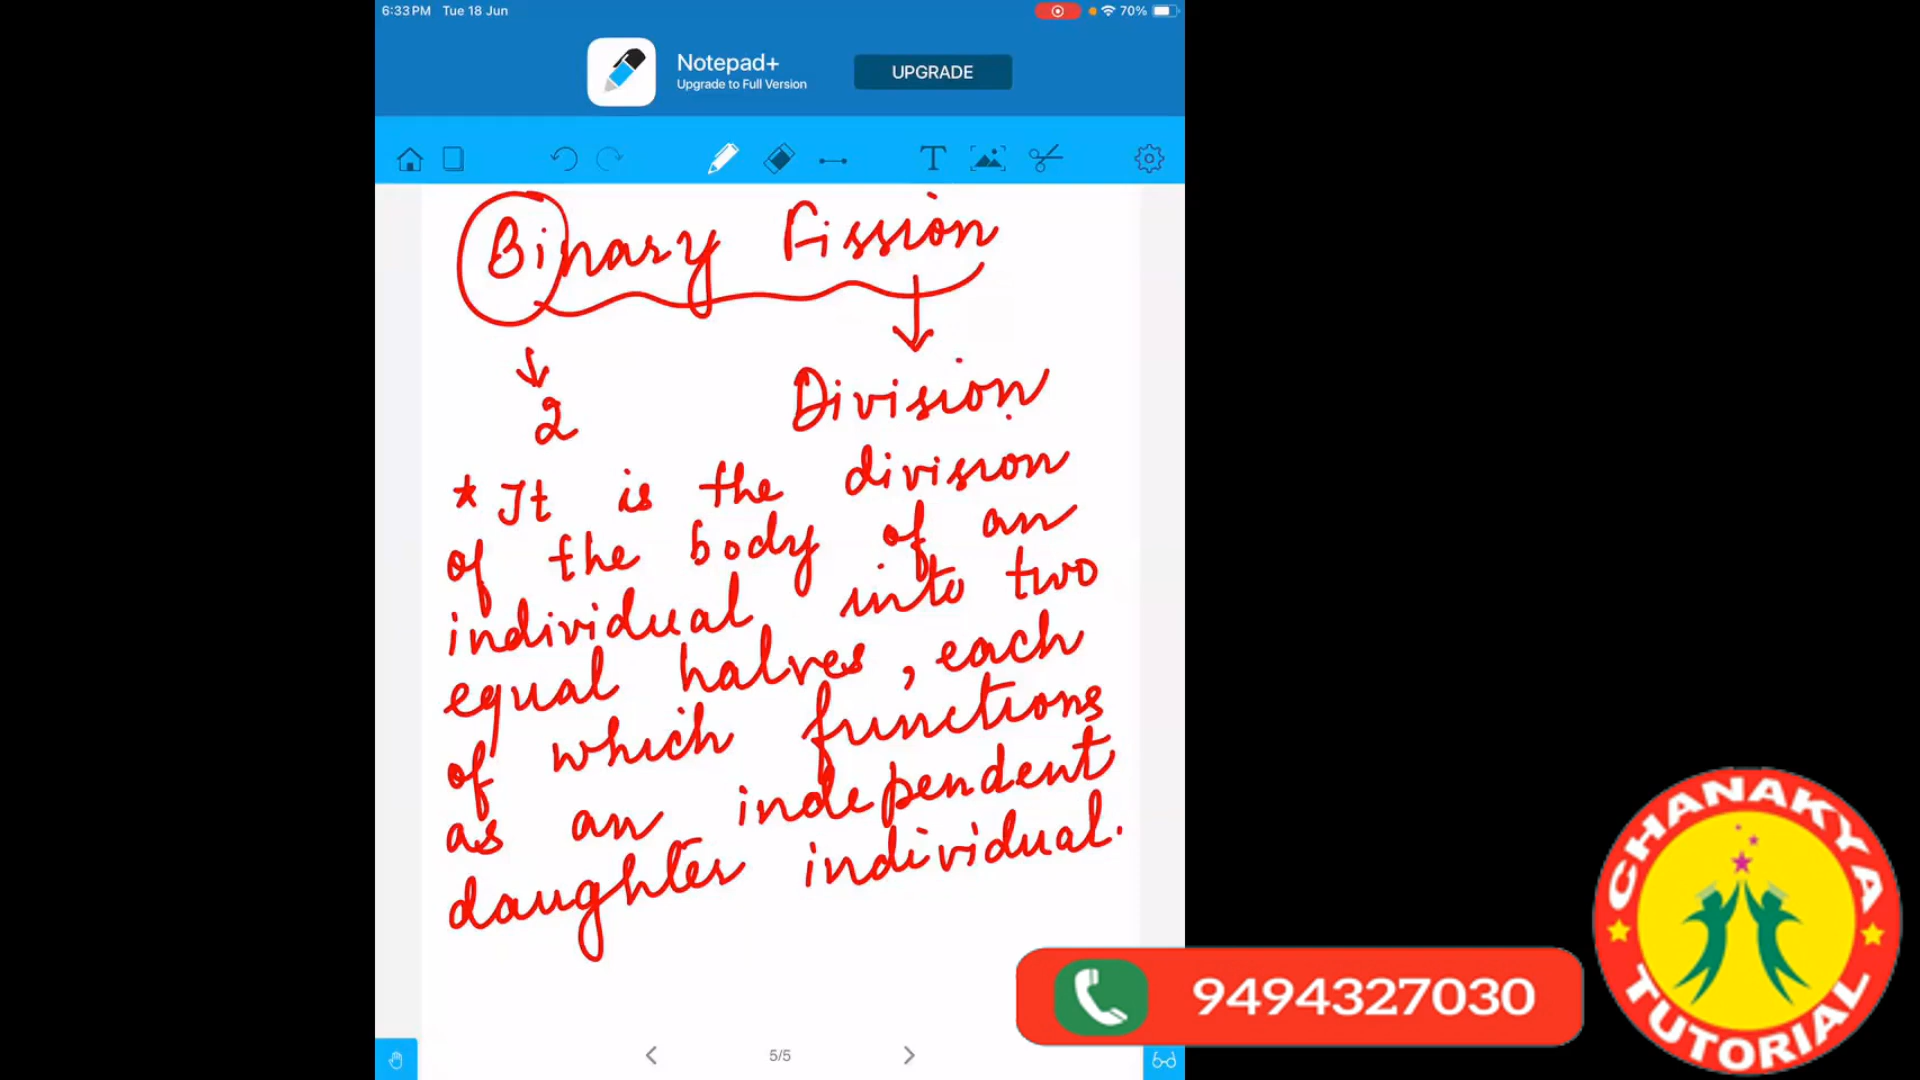 6:33 PM Tue 18 Jun
70%
Notepad+
Upgrade to Full Version
UPGRADE
T
Binary Fission
2 Division
* It is the division
of the body of an
individual into two
equal halves, each
of which functions
as an independent
daughter individual.
9494327030
CHANAKYA
TUTORIAL
5/5